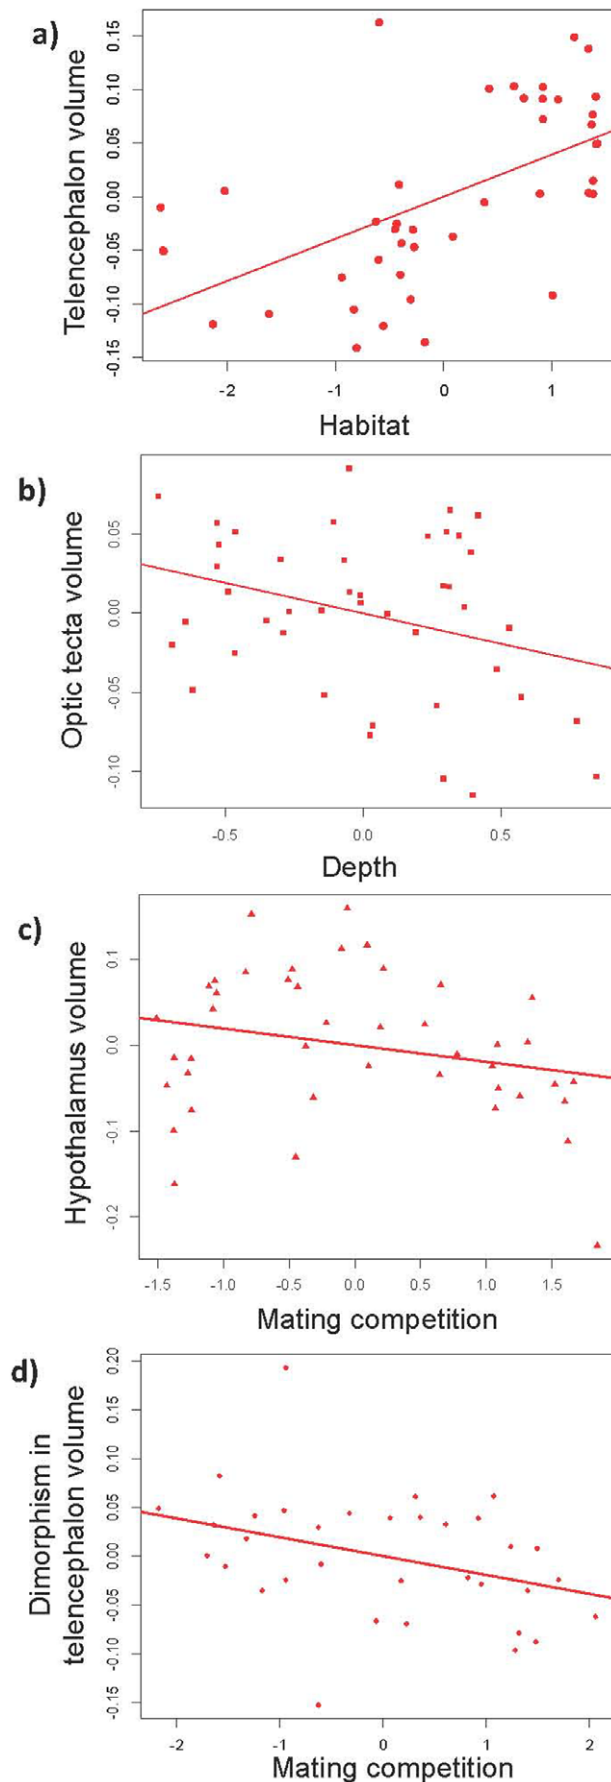 a)
Telencephalon volume
0.15
0.10
0.05
0.00
-0.05
-0.10
-0.15
-2 -1 0 1
Habitat
b)
Optic tecta volume
0.05
0.00
-0.05
-0.10
-0.5 0.0 0.5
Depth
c)
Hypothalamus volume
0.1
0.0
-0.1
-0.2
-1.5 -1.0 -0.5 0.0 0.5 1.0 1.5
Mating competition
d)
Dimorphism in
telencephalon volume
0.20
0.15
0.10
0.05
0.00
-0.05
-0.10
-0.15
-2 -1 0 1 2
Mating competition